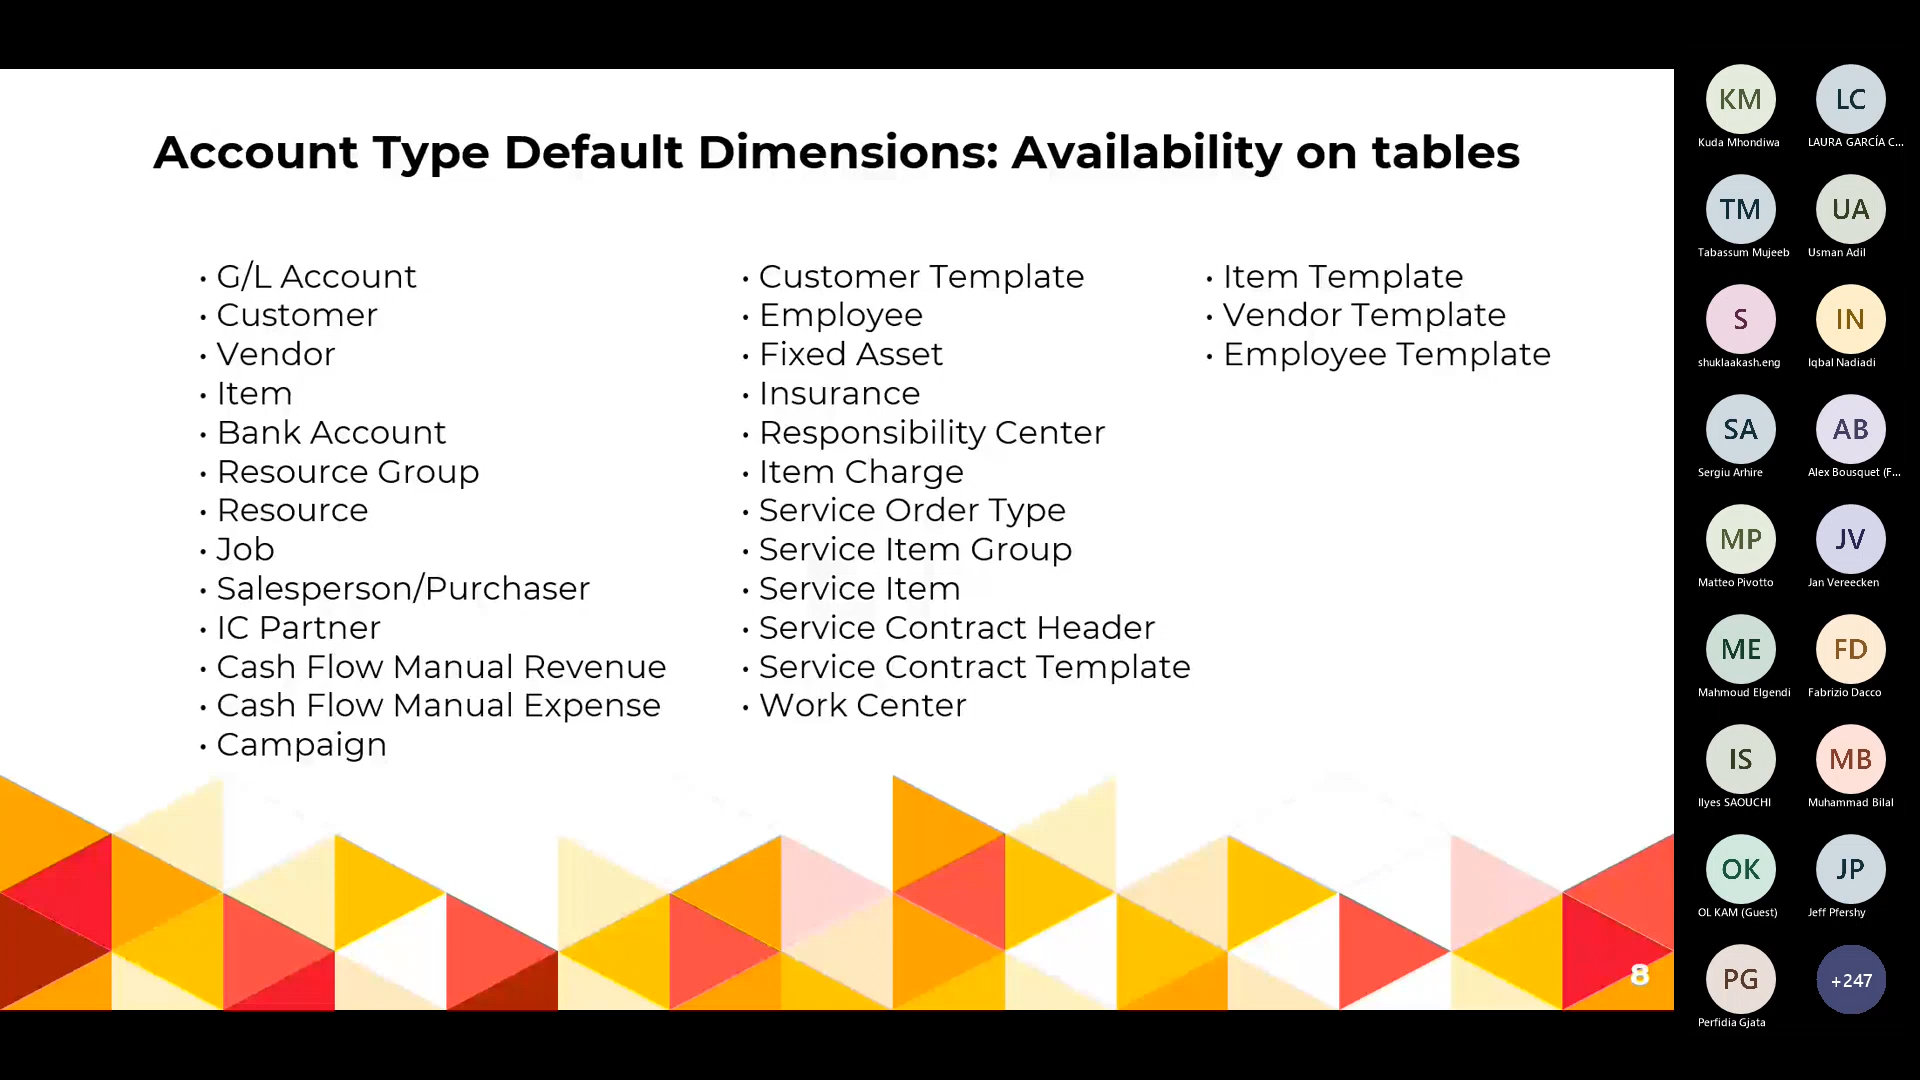 Account Type Default Dimensions: Availability on tables
• G/L Account
• Customer
• Vendor
• Item
• Bank Account
• Resource Group
• Resource
• Job
• Salesperson/Purchaser
• IC Partner
• Cash Flow Manual Revenue
• Cash Flow Manual Expense
• Campaign
• Customer Template
• Employee
• Fixed Asset
• Insurance
• Responsibility Center
• Item Charge
• Service Order Type
• Service Item Group
• Service Item
• Service Contract Header
• Service Contract Template
• Work Center
• Item Template
• Vendor Template
• Employee Template
8
KM
Kuda Mhondiwa
LC
LAURA GARCÍA C...
TM
Tabassum Mujeeb
UA
Usman Adil
S
shuklaakash.eng
IN
Iqbal Nadiadi
SA
Sergiu Arhire
AB
Alex Bousquet (F...
MP
Matteo Pivotto
JV
Jan Vereecken
ME
Mahmoud Elgendi
FD
Fabrizio Dacco
IS
Ilyes SAOUCHI
MB
Muhammad Bilal
OK
OL KAM (Guest)
JP
Jeff Pfershy
PG
Perfidia Gjata
+247